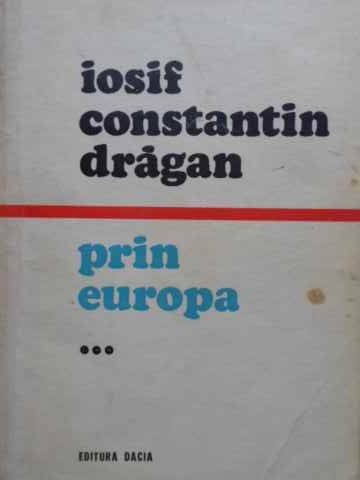 iosif
constantin
drăgan
prin
europa
•••
EDITURA DACIA